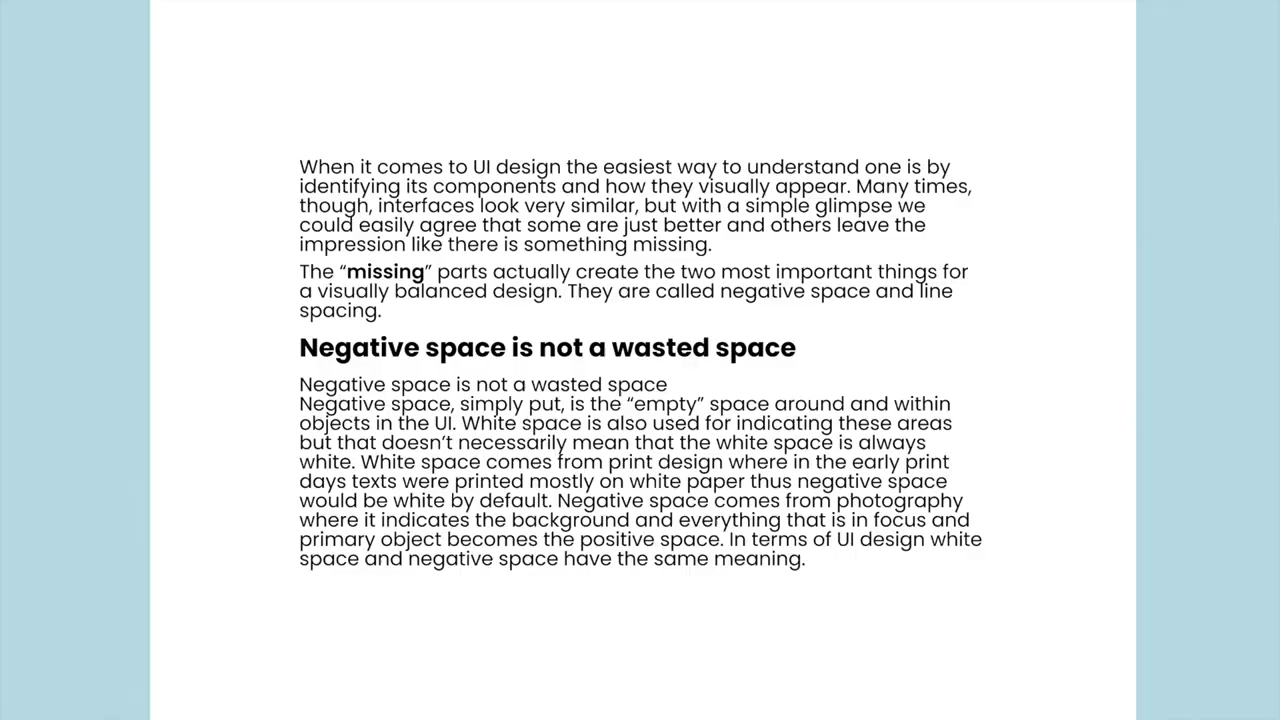 When it comes to UI design the easiest way to understand one is by
identifying its components and how they visually appear. Many times,
though, interfaces look very similar, but with a simple glimpse we
could easily agree that some are just better and others leave the
impression like there is something missing.
The “missing” parts actually create the two most important things for
a visually balanced design. They are called negative space and line
spacing.
Negative space is not a wasted space
Negative space is not a wasted space
Negative space, simply put, is the “empty” space around and within
objects in the UI. White space is also used for indicating these areas
but that doesn’t necessarily mean that the white space is always
white. White space comes from print design where in the early print
days texts were printed mostly on white paper thus negative space
would be white by default. Negative space comes from photography
where it indicates the background and everything that is in focus and
primary object becomes the positive space. In terms of UI design white
space and negative space have the same meaning.